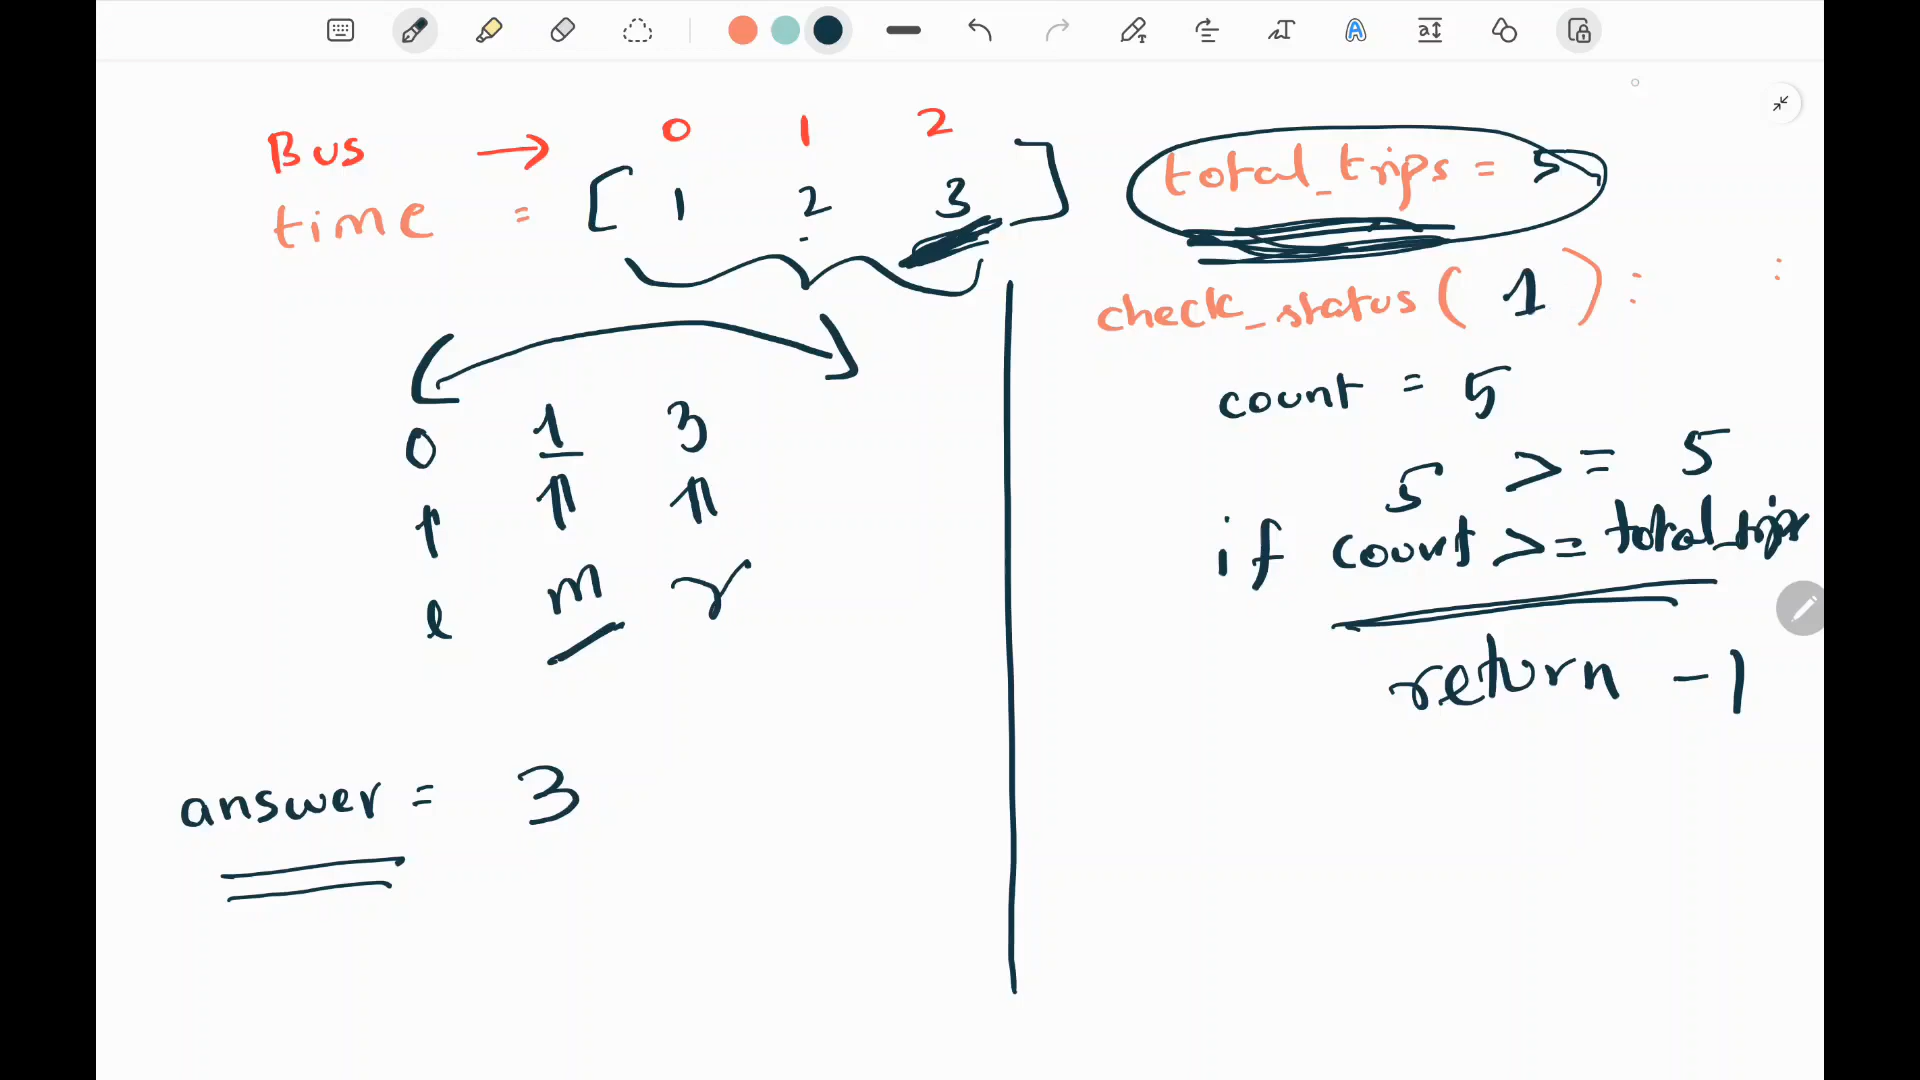 Bus → 0 1 2
time = [ 1 2 3 ]
0 1 3
l m r
answer = 3
total_trips = 5
check_status ( 1 ) :
count = 5
5 >= 5
if count >= total_trips
return -1